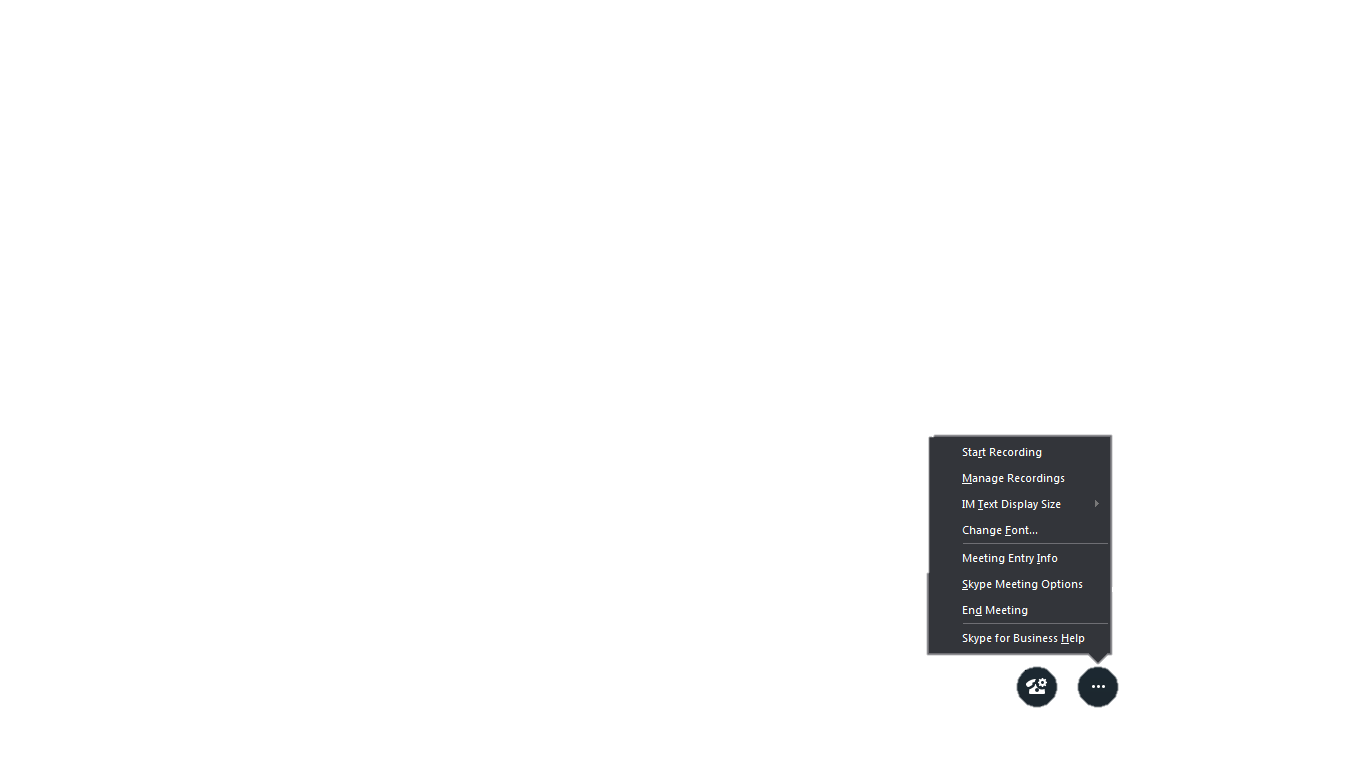 Start Recording
Manage Recordings
IM Text Display Size
Change Font...
Meeting Entry Info
Skype Meeting Options
End Meeting
Skype for Business Help